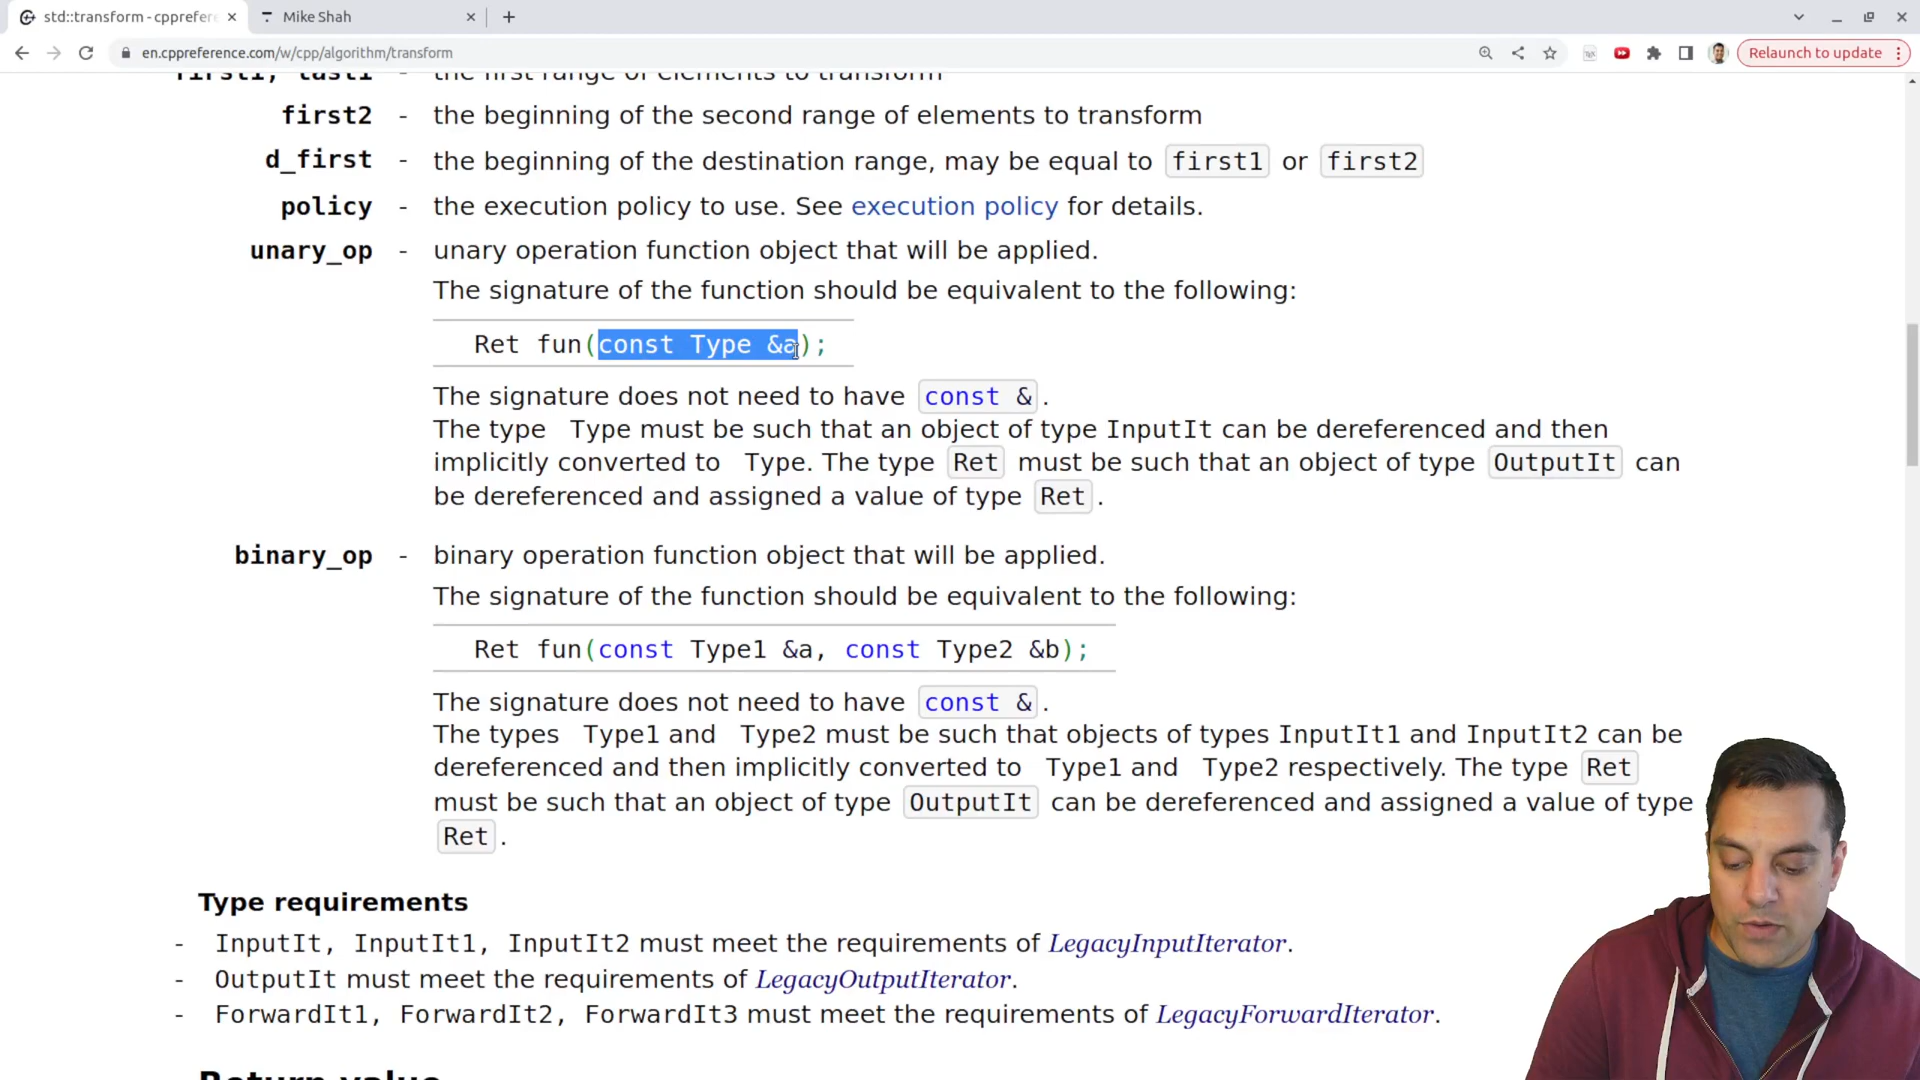 std::transform - cpprefere
Mike Shah
en.cppreference.com/w/cpp/algorithm/transform
Relaunch to update
first1, last1 - the first range of elements to transform
first2 - the beginning of the second range of elements to transform
d_first - the beginning of the destination range, may be equal to first1 or first2
policy - the execution policy to use. See execution policy for details.
unary_op - unary operation function object that will be applied.
The signature of the function should be equivalent to the following:
Ret fun(const Type &a);
The signature does not need to have const &.
The type Type must be such that an object of type InputIt can be dereferenced and then
implicitly converted to Type. The type Ret must be such that an object of type OutputIt can
be dereferenced and assigned a value of type Ret.
binary_op - binary operation function object that will be applied.
The signature of the function should be equivalent to the following:
Ret fun(const Type1 &a, const Type2 &b);
The signature does not need to have const &.
The types Type1 and Type2 must be such that objects of types InputIt1 and InputIt2 can be
dereferenced and then implicitly converted to Type1 and Type2 respectively. The type Ret
must be such that an object of type OutputIt can be dereferenced and assigned a value of type
Ret.
Type requirements
- InputIt, InputIt1, InputIt2 must meet the requirements of LegacyInputIterator.
- OutputIt must meet the requirements of LegacyOutputIterator.
- ForwardIt1, ForwardIt2, ForwardIt3 must meet the requirements of LegacyForwardIterator.
Return value